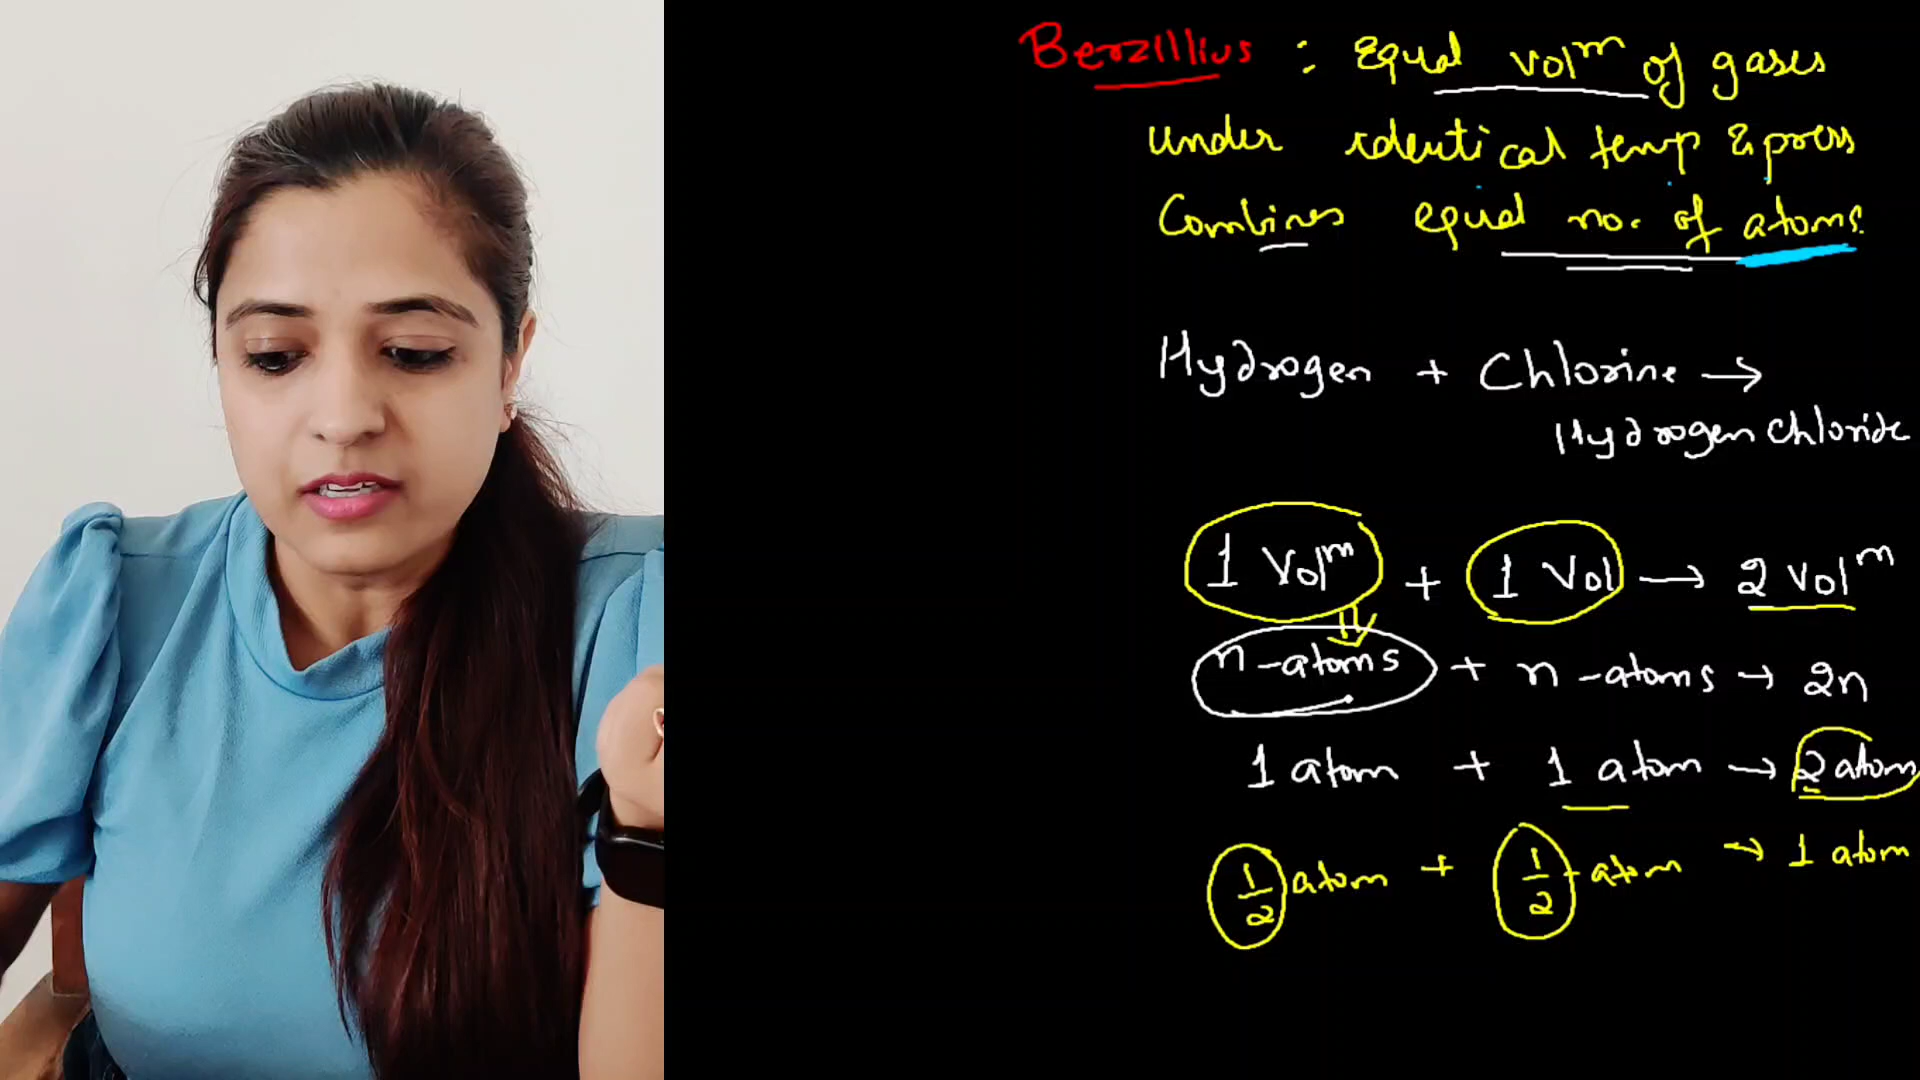 Berzillius : Equal Volᵐ of gases
under identical temp & press
Combines equal no. of atoms.
Hydrogen + Chlorine →
Hydrogen chloride
1 Volᵐ + 1 Vol → 2 Volᵐ
n-atoms + n-atoms → 2n
1 atom + 1 atom → 2 atom
1/2 atom + 1/2 atom → 1 atom